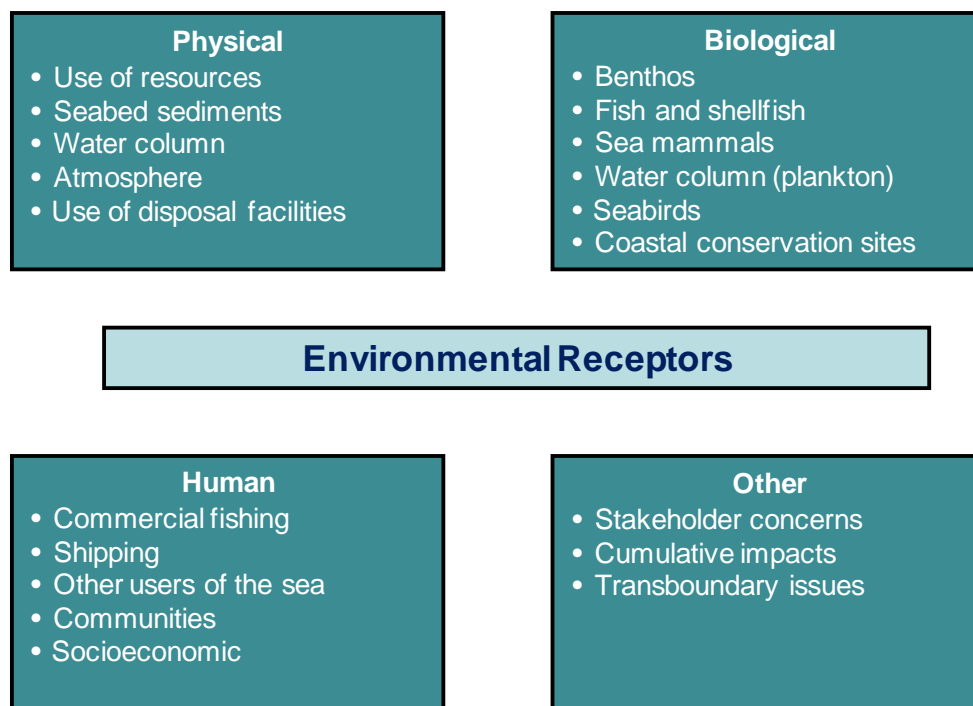 Physical
• Use of resources
• Seabed sediments
• Water column
• Atmosphere
• Use of disposal facilities
Biological
• Benthos
• Fish and shellfish
• Sea mammals
• Water column (plankton)
• Seabirds
• Coastal conservation sites
Environmental Receptors
Human
• Commercial fishing
• Shipping
• Other users of the sea
• Communities
• Socioeconomic
Other
• Stakeholder concerns
• Cumulative impacts
• Transboundary issues